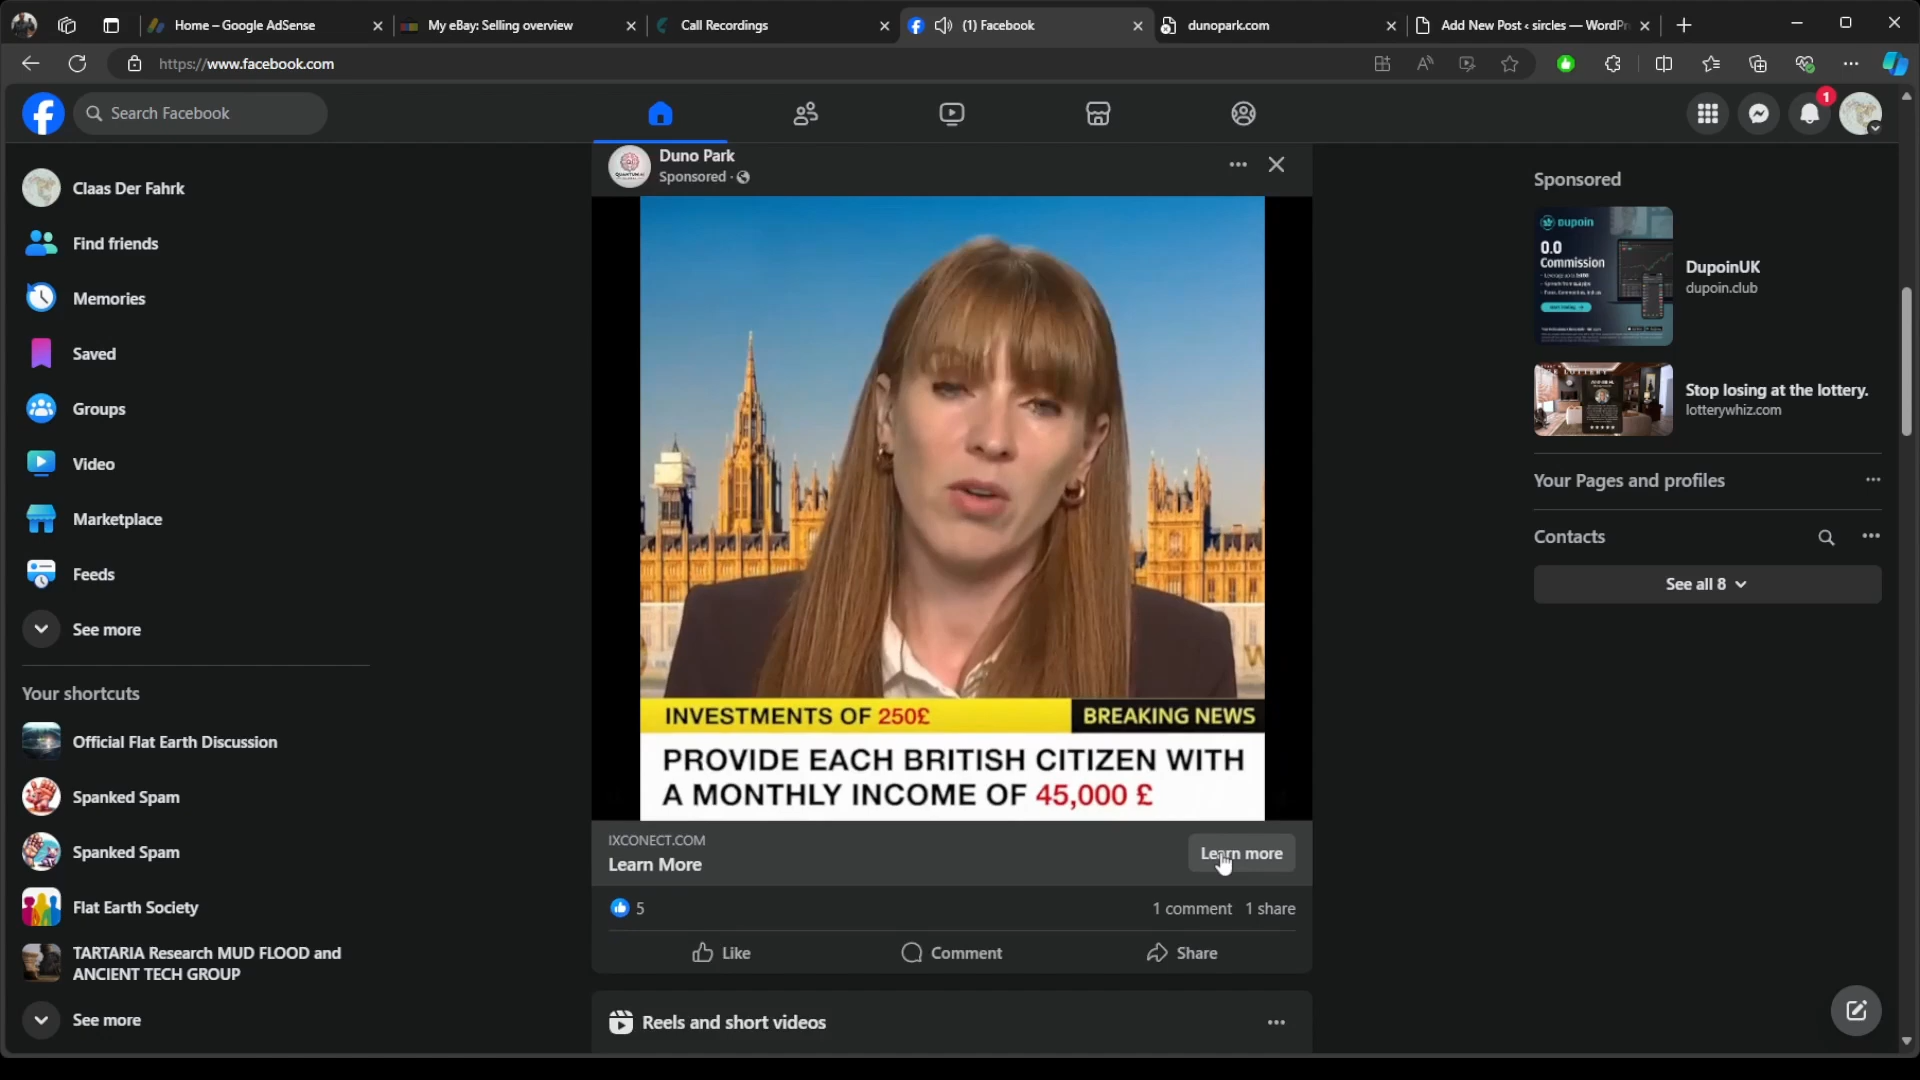 Home – Google AdSense
My eBay: Selling overview
Call Recordings
(1) Facebook
dunopark.com
Add New Post ‹ sircles — WordPr
https://www.facebook.com
Search Facebook
1
Claas Der Fahrk
Find friends
Memories
Saved
Groups
Video
Marketplace
Feeds
See more
Your shortcuts
Official Flat Earth Discussion
Spanked Spam
Spanked Spam
Flat Earth Society
TARTARIA Research MUD FLOOD and
ANCIENT TECH GROUP
See more
Duno Park
Sponsored ·
INVESTMENTS OF 250£
BREAKING NEWS
PROVIDE EACH BRITISH CITIZEN WITH
A MONTHLY INCOME OF 45,000 £
IXCONECT.COM
Learn More
Learn more
5
1 comment 1 share
Like
Comment
Share
Reels and short videos
Sponsored
DUPOIN
0.0
Commission
DupoinUK
dupoin.club
Stop losing at the lottery.
lotterywhiz.com
Your Pages and profiles
Contacts
See all 8